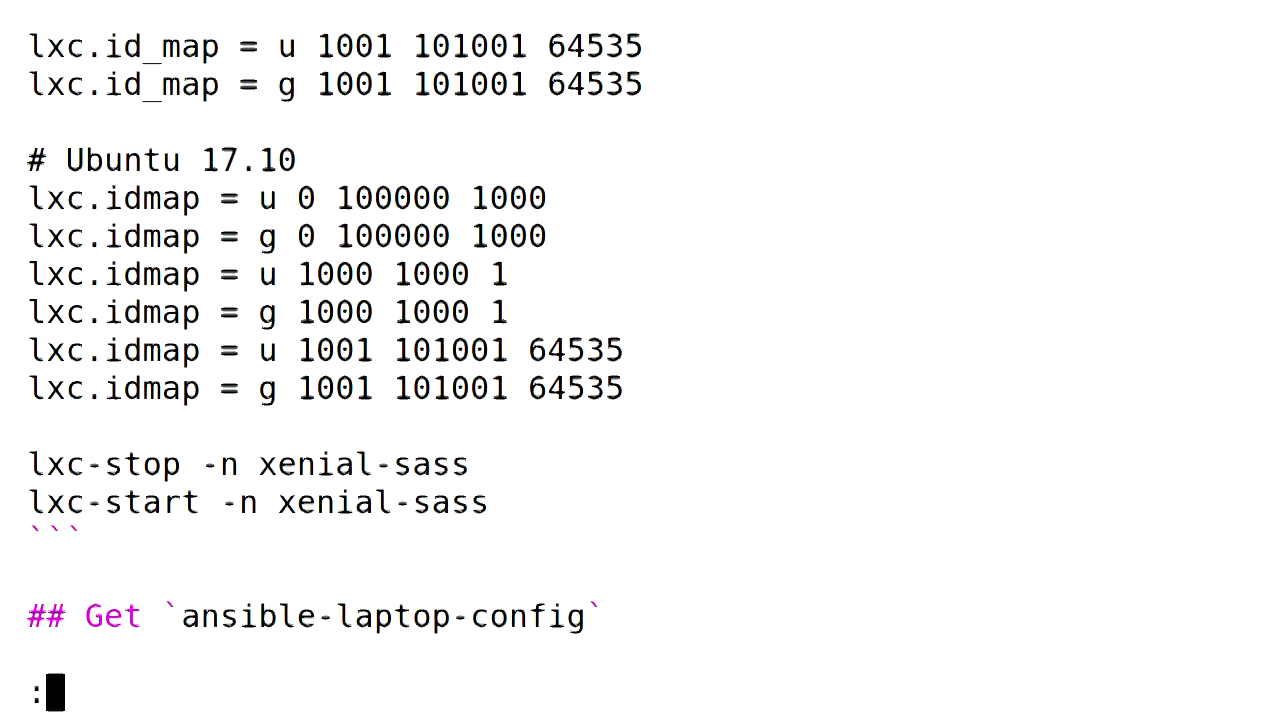 lxc.id_map = u 1001 101001 64535
lxc.id_map = g 1001 101001 64535
# Ubuntu 17.10
lxc.idmap = u 0 100000 1000
lxc.idmap = g 0 100000 1000
lxc.idmap = u 1000 1000 1
lxc.idmap = g 1000 1000 1
lxc.idmap = u 1001 101001 64535
lxc.idmap = g 1001 101001 64535
lxc-stop -n xenial-sass
lxc-start -n xenial-sass
```
## Get `ansible-laptop-config`
: